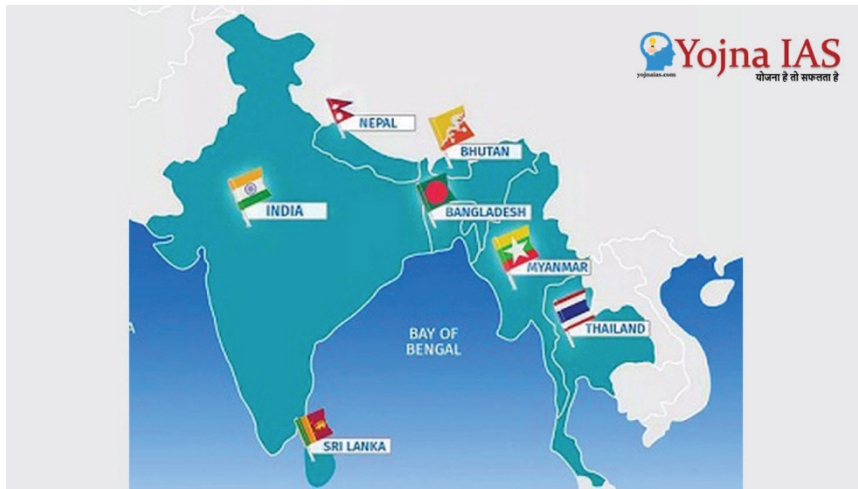 Yojna IAS
yojnaias.com
योजना है तो सफलता है
NEPAL
BHUTAN
INDIA
BANGLADESH
MYANMAR
THAILAND
BAY OF
BENGAL
SRI LANKA